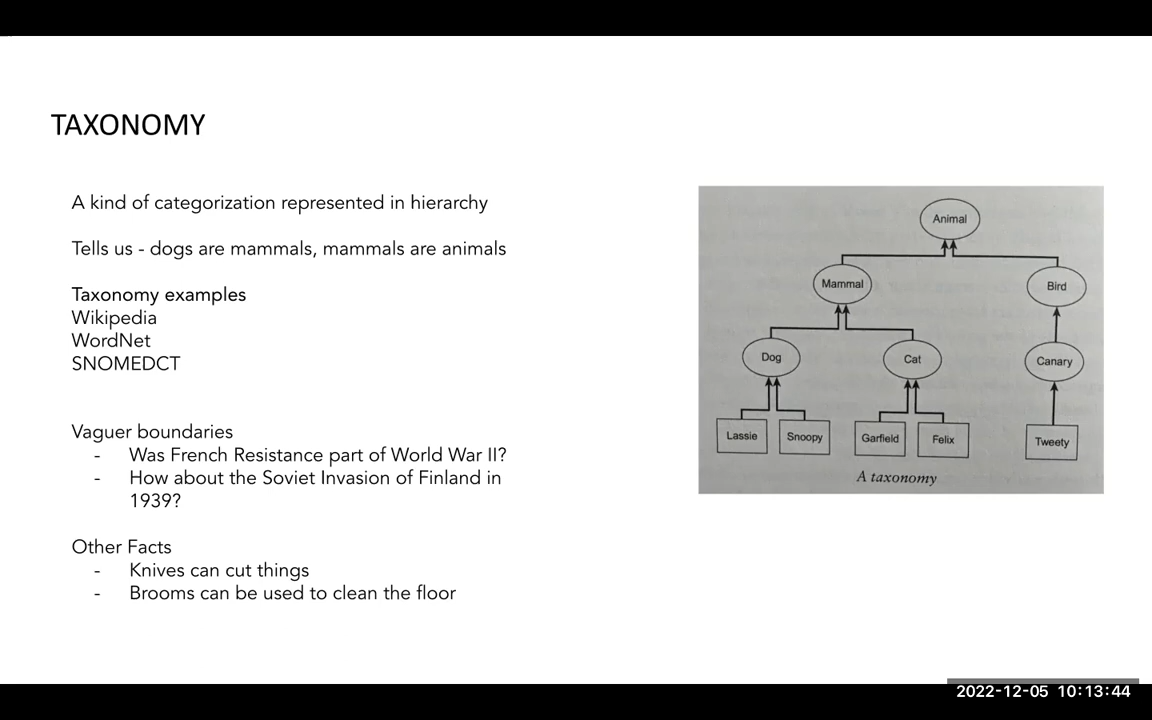 TAXONOMY
A kind of categorization represented in hierarchy
Tells us - dogs are mammals, mammals are animals
Taxonomy examples
Wikipedia
WordNet
SNOMEDCT
Vaguer boundaries
- Was French Resistance part of World War II?
- How about the Soviet Invasion of Finland in
1939?
Other Facts
- Knives can cut things
- Brooms can be used to clean the floor
Animal
Mammal Bird
Dog Cat Canary
Lassie Snoopy Garfield Felix Tweety
A taxonomy
2022-12-05 10:13:44